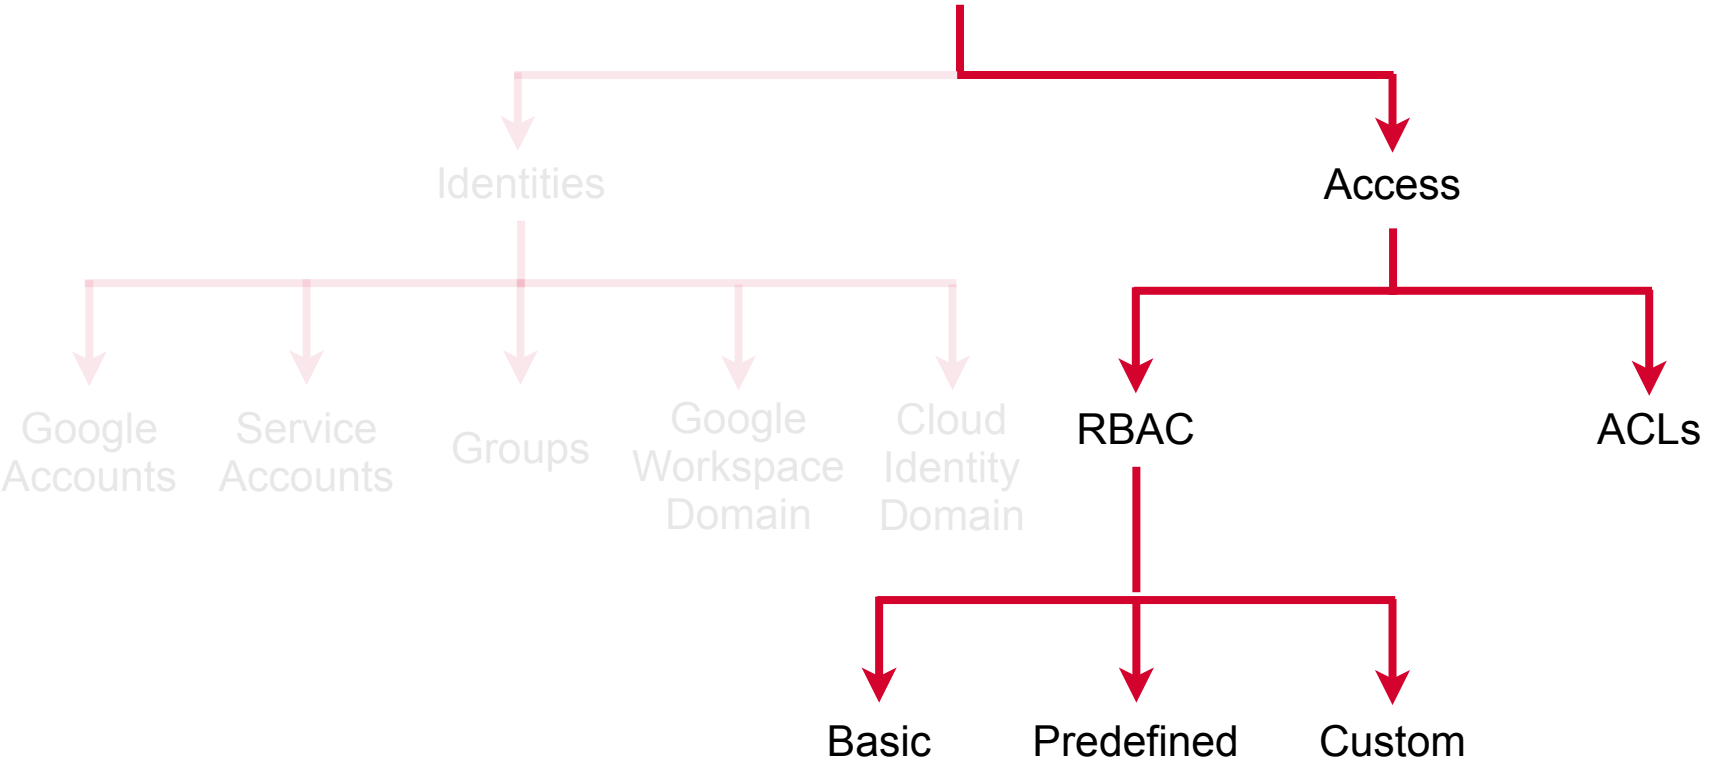 Identities
Access
Google
Accounts
Service
Accounts
Groups
Google
Workspace
Domain
Cloud
Identity
Domain
RBAC
ACLs
Basic
Predefined
Custom